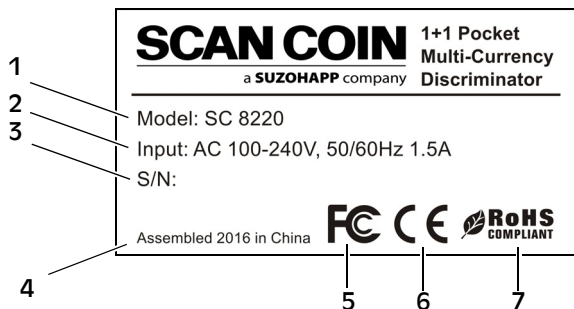 SCAN COIN
a SUZOHAPP company
1+1 Pocket
Multi-Currency
Discriminator
1
Model: SC 8220
2
Input: AC 100-240V, 50/60Hz 1.5A
3
S/N:
4
Assembled 2016 in China
FC CE RoHS
COMPLIANT
5 6 7